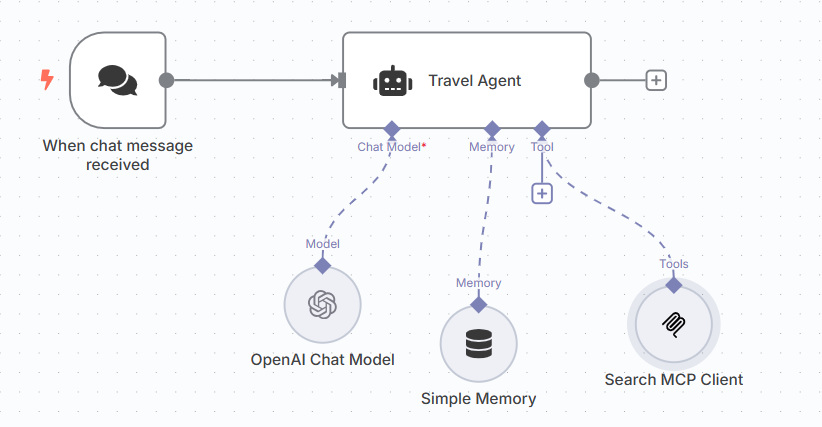 When chat message
received
Travel Agent
Chat Model*
Memory
Tool
Model
OpenAI Chat Model
Memory
Simple Memory
Tools
Search MCP Client